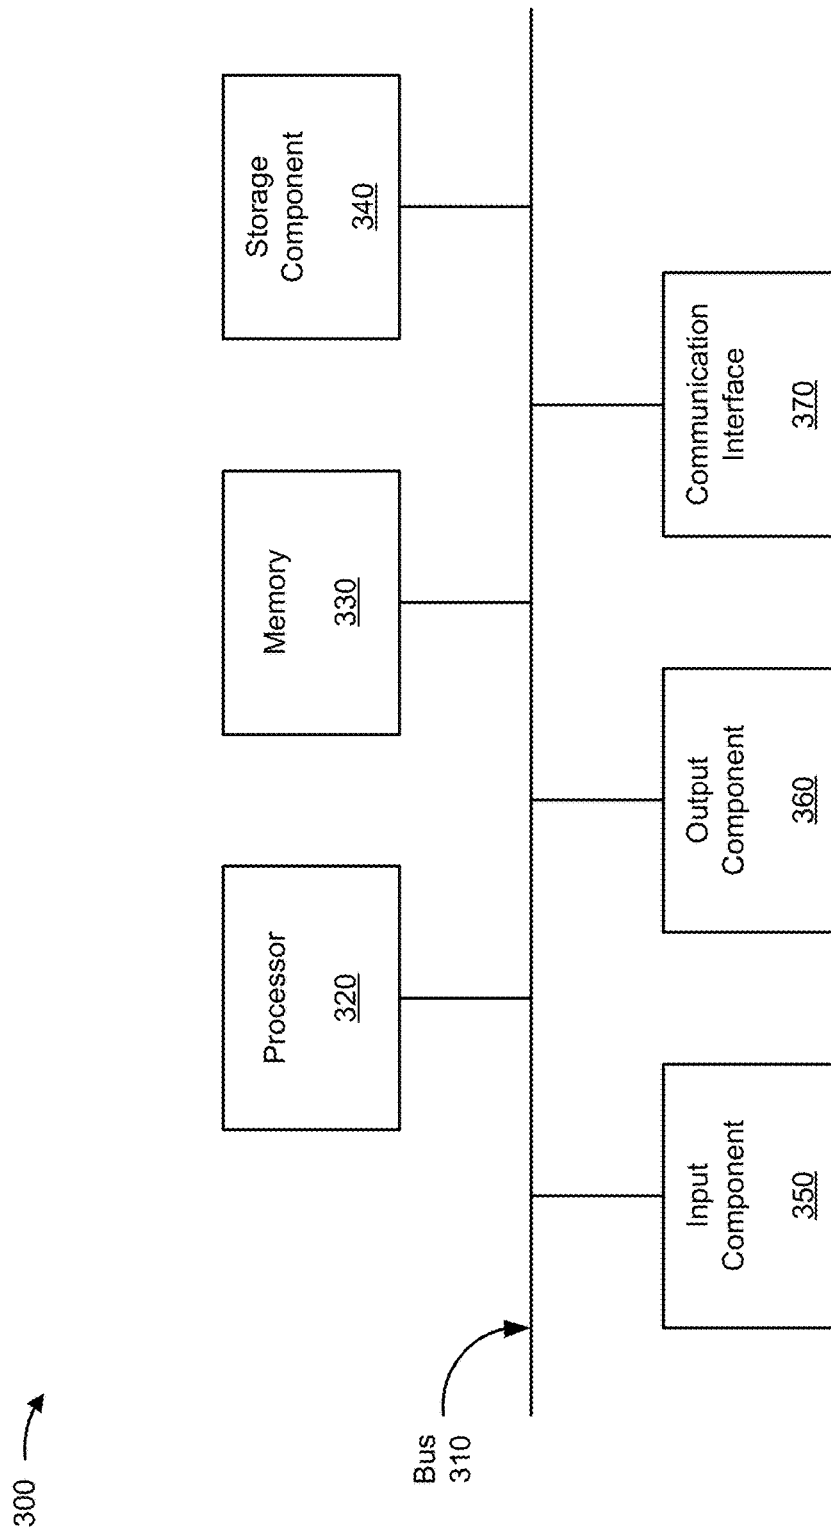 300
Bus
310
Processor
320
Memory
330
Storage
Component
340
Input
Component
350
Output
Component
360
Communication
Interface
370